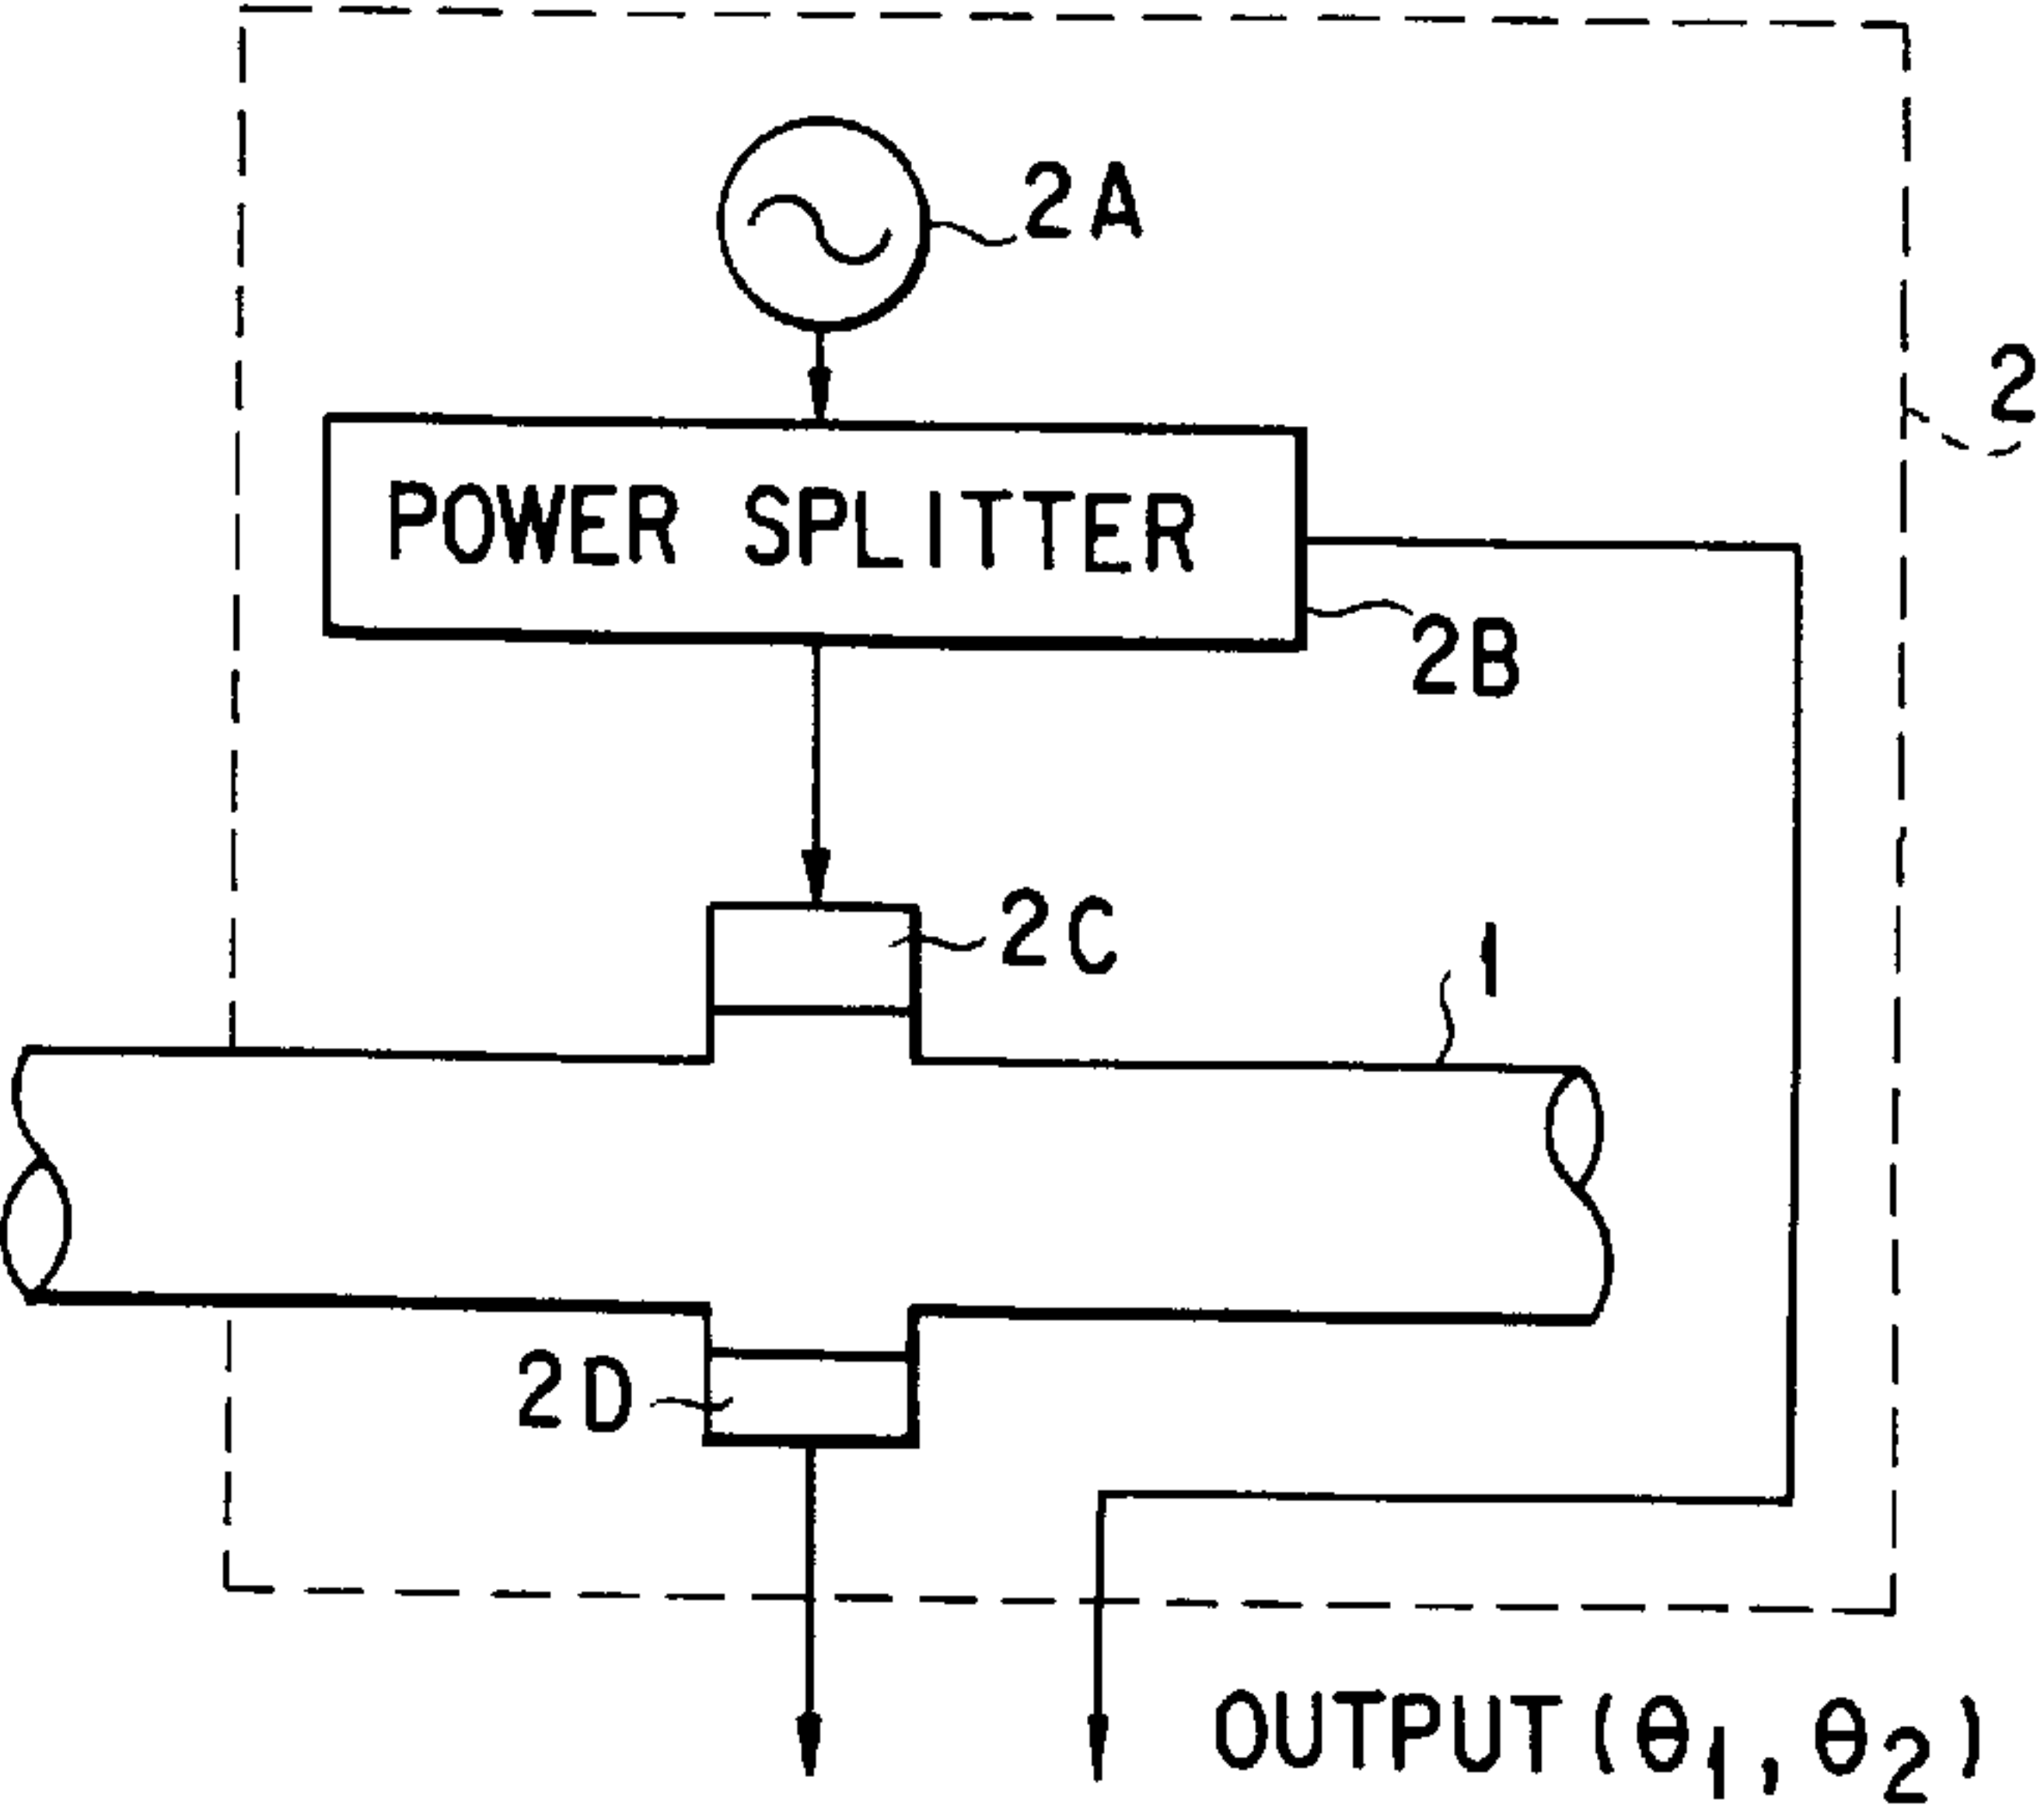 2A
2
POWER SPLITTER
2B
2C
1
2D
OUTPUT (θ1, θ2)